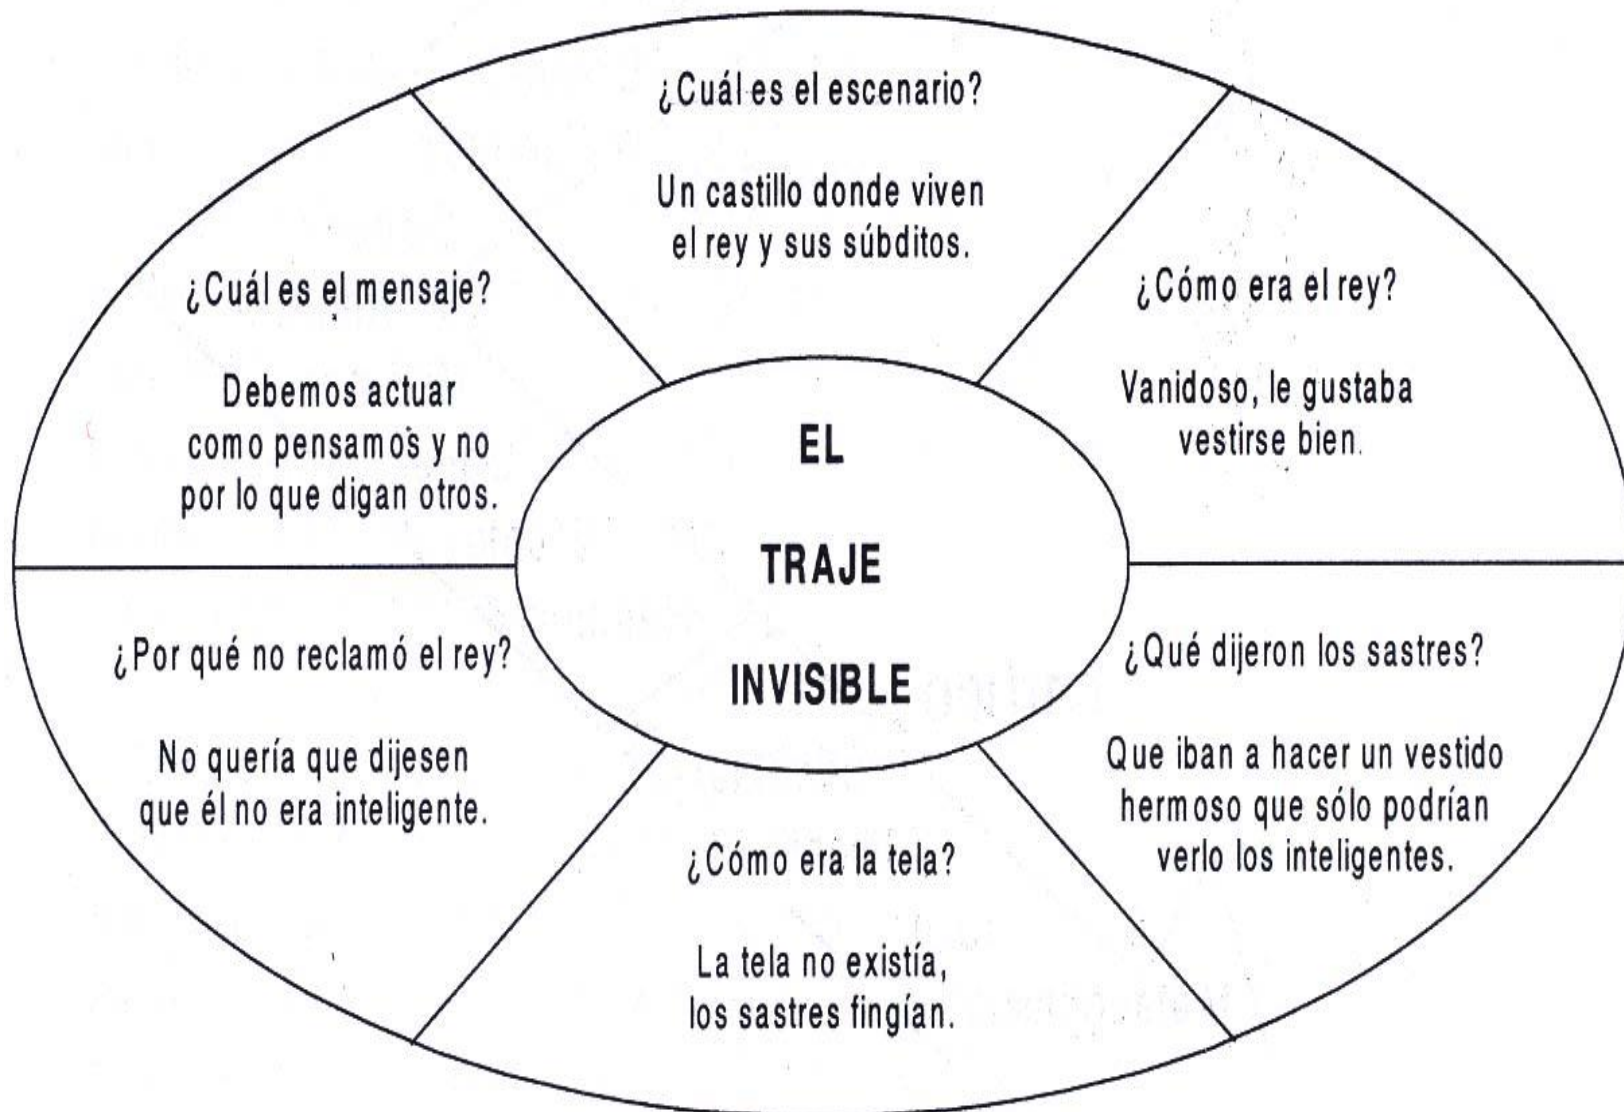 ¿Cuál es el escenario?
Un castillo donde viven
el rey y sus súbditos.
¿Cómo era el rey?
Vanidoso, le gustaba
vestirse bien.
¿Qué dijeron los sastres?
Que iban a hacer un vestido
hermoso que sólo podrían
verlo los inteligentes.
¿Cómo era la tela?
La tela no existía,
los sastres fingían.
¿Por qué no reclamó el rey?
No quería que dijesen
que él no era inteligente.
¿Cuál es el mensaje?
Debemos actuar
como pensamos y no
por lo que digan otros.
EL
TRAJE
INVISIBLE